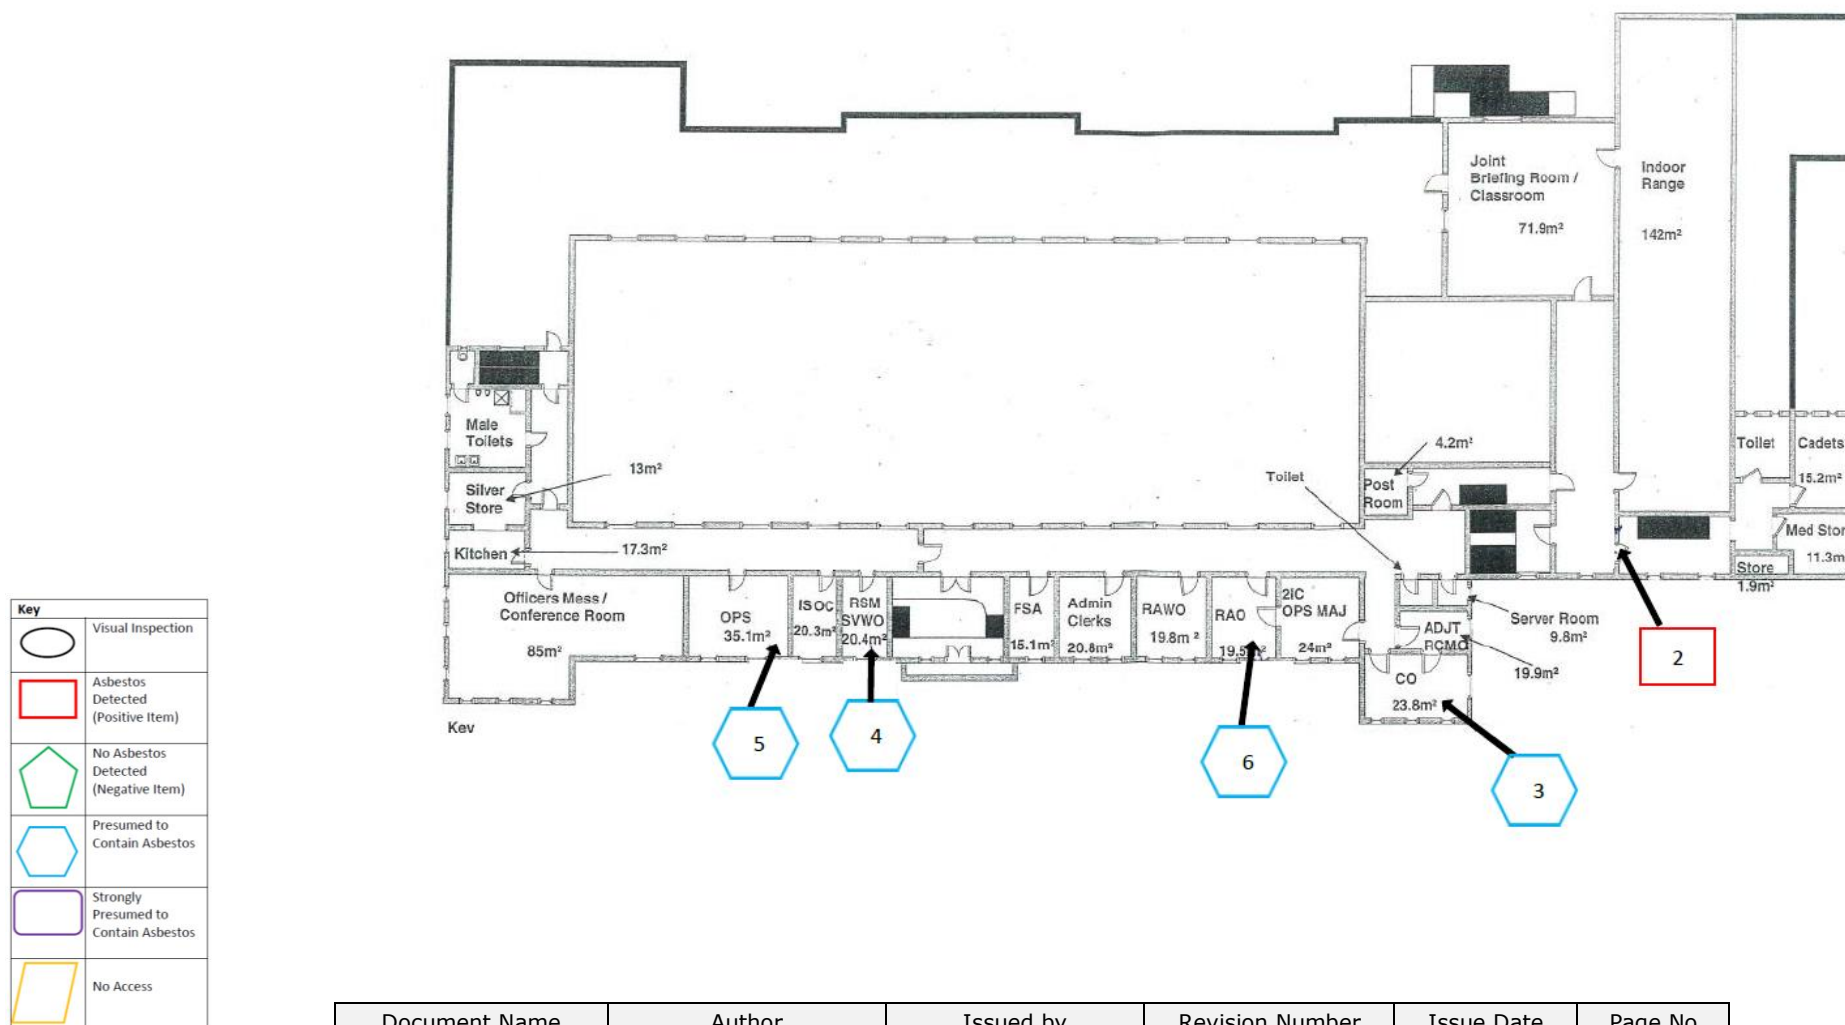 Joint
Briefing Room /
Classroom
71.9m²
Indoor
Range
142m²
Male
Toilets
13m²
Silver
Store
Kitchen
17.3m²
4.2m²
Toilet
Post
Room
Toilet
Cadets
15.2m²
Med Stor
11.3m
Store
1.9m²
Officers Mess /
Conference Room
85m²
OPS
35.1m²
ISOC
20.3m²
RSM
SVWO
20.4m²
FSA
15.1m²
Admin
Clerks
20.8m²
RAWO
19.8m²
RAO
2IC
OPS MAJ
24m²
ADJT
RCMO
Server Room
9.8m²
19.9m²
CO
23.8m²
2
5
4
6
3
Key
Key
Visual Inspection
Asbestos
Detected
(Positive Item)
No Asbestos
Detected
(Negative Item)
Presumed to
Contain Asbestos
Strongly
Presumed to
Contain Asbestos
No Access
Document Name
Author
Issued by
Revision Number
Issue Date
Page No